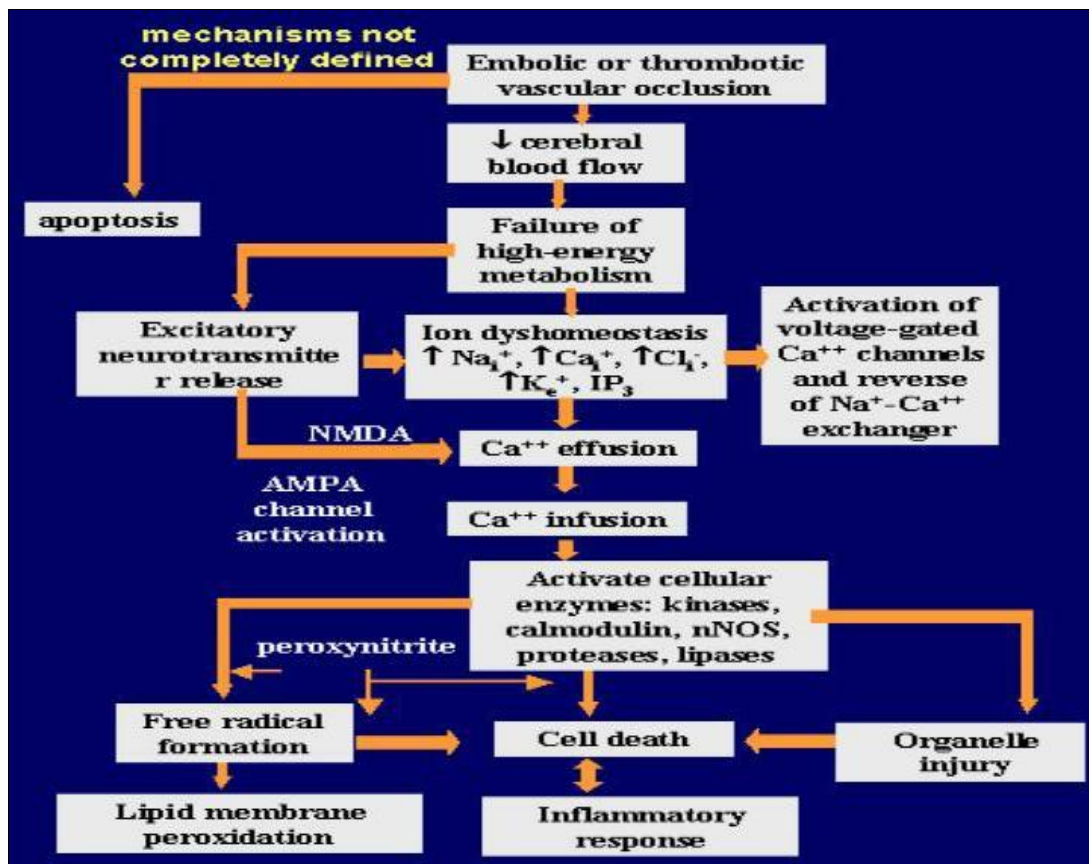 mechanisms not
completely defined
Embolic or thrombotic
vascular occlusion
↓ cerebral
blood flow
apoptosis
Failure of
high-energy
metabolism
Excitatory
neurotransmitte
r release
Ion dyshomeostasis
↑ Naᵢ⁺, ↑Caᵢ⁺, ↑Clᵢ⁻,
↑Kₑ⁺, IP₃
Activation of
voltage-gated
Ca⁺⁺ channels
and reverse
of Na⁺-Ca⁺⁺
exchanger
NMDA
Ca⁺⁺ effusion
AMPA
channel
activation
Ca⁺⁺ infusion
Activate cellular
enzymes: kinases,
calmodulin, nNOS,
proteases, lipases
peroxynitrite
Free radical
formation
Cell death
Organelle
injury
Lipid membrane
peroxidation
Inflammatory
response